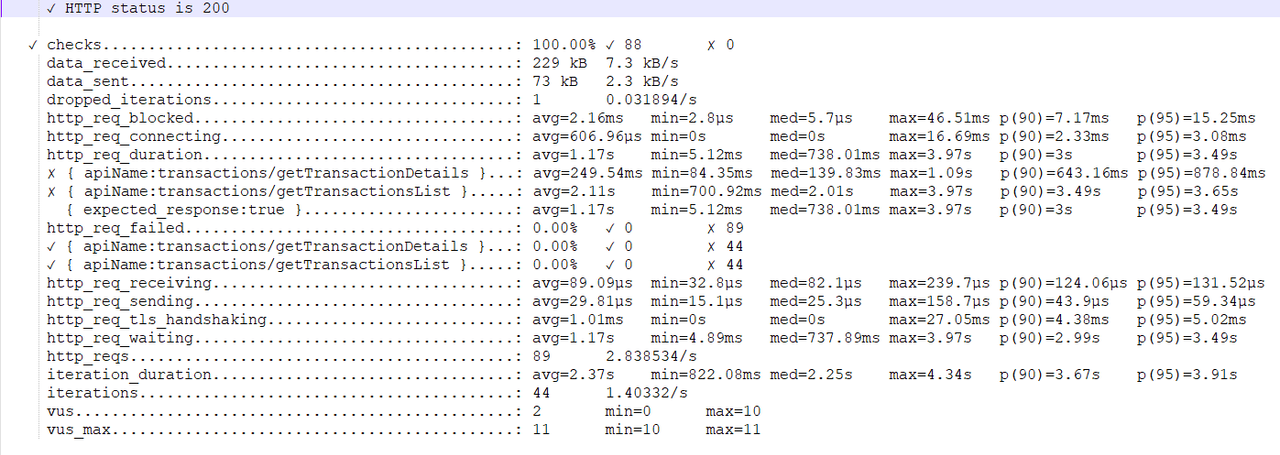 ✓ HTTP status is 200
✓ checks.............................................: 100.00% ✓ 88 ✗ 0
data_received......................................: 229 kB 7.3 kB/s
data_sent..........................................: 73 kB 2.3 kB/s
dropped_iterations.................................: 1 0.031894/s
http_req_blocked...................................: avg=2.16ms min=2.8µs med=5.7µs max=46.51ms p(90)=7.17ms p(95)=15.25ms
http_req_connecting................................: avg=606.96µs min=0s med=0s max=16.69ms p(90)=2.33ms p(95)=3.08ms
http_req_duration..................................: avg=1.17s min=5.12ms med=738.01ms max=3.97s p(90)=3s p(95)=3.49s
✗ { apiName:transactions/getTransactionDetails }...: avg=249.54ms min=84.35ms med=139.83ms max=1.09s p(90)=643.16ms p(95)=878.84ms
✗ { apiName:transactions/getTransactionsList }.....: avg=2.11s min=700.92ms med=2.01s max=3.97s p(90)=3.49s p(95)=3.65s
{ expected_response:true }.......................: avg=1.17s min=5.12ms med=738.01ms max=3.97s p(90)=3s p(95)=3.49s
http_req_failed....................................: 0.00% ✓ 0 ✗ 89
✓ { apiName:transactions/getTransactionDetails }...: 0.00% ✓ 0 ✗ 44
✓ { apiName:transactions/getTransactionsList }.....: 0.00% ✓ 0 ✗ 44
http_req_receiving.................................: avg=89.09µs min=32.8µs med=82.1µs max=239.7µs p(90)=124.06µs p(95)=131.52µs
http_req_sending...................................: avg=29.81µs min=15.1µs med=25.3µs max=158.7µs p(90)=43.9µs p(95)=59.34µs
http_req_tls_handshaking...........................: avg=1.01ms min=0s med=0s max=27.05ms p(90)=4.38ms p(95)=5.02ms
http_req_waiting...................................: avg=1.17s min=4.89ms med=737.89ms max=3.97s p(90)=2.99s p(95)=3.49s
http_reqs..........................................: 89 2.838534/s
iteration_duration.................................: avg=2.37s min=822.08ms med=2.25s max=4.34s p(90)=3.67s p(95)=3.91s
iterations.........................................: 44 1.40332/s
vus................................................: 2 min=0 max=10
vus_max............................................: 11 min=10 max=11